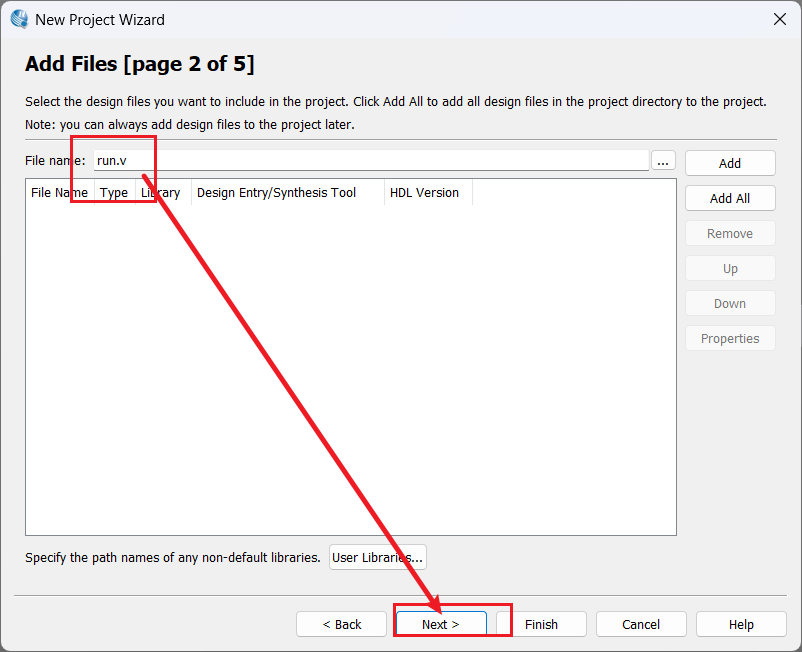 New Project Wizard
Add Files [page 2 of 5]
Select the design files you want to include in the project. Click Add All to add all design files in the project directory to the project.
Note: you can always add design files to the project later.
File name: run.v ... Add
File Name Type Library Design Entry/Synthesis Tool HDL Version Add All
Remove
Up
Down
Properties
Specify the path names of any non-default libraries. User Libraries...
< Back Next > Finish Cancel Help